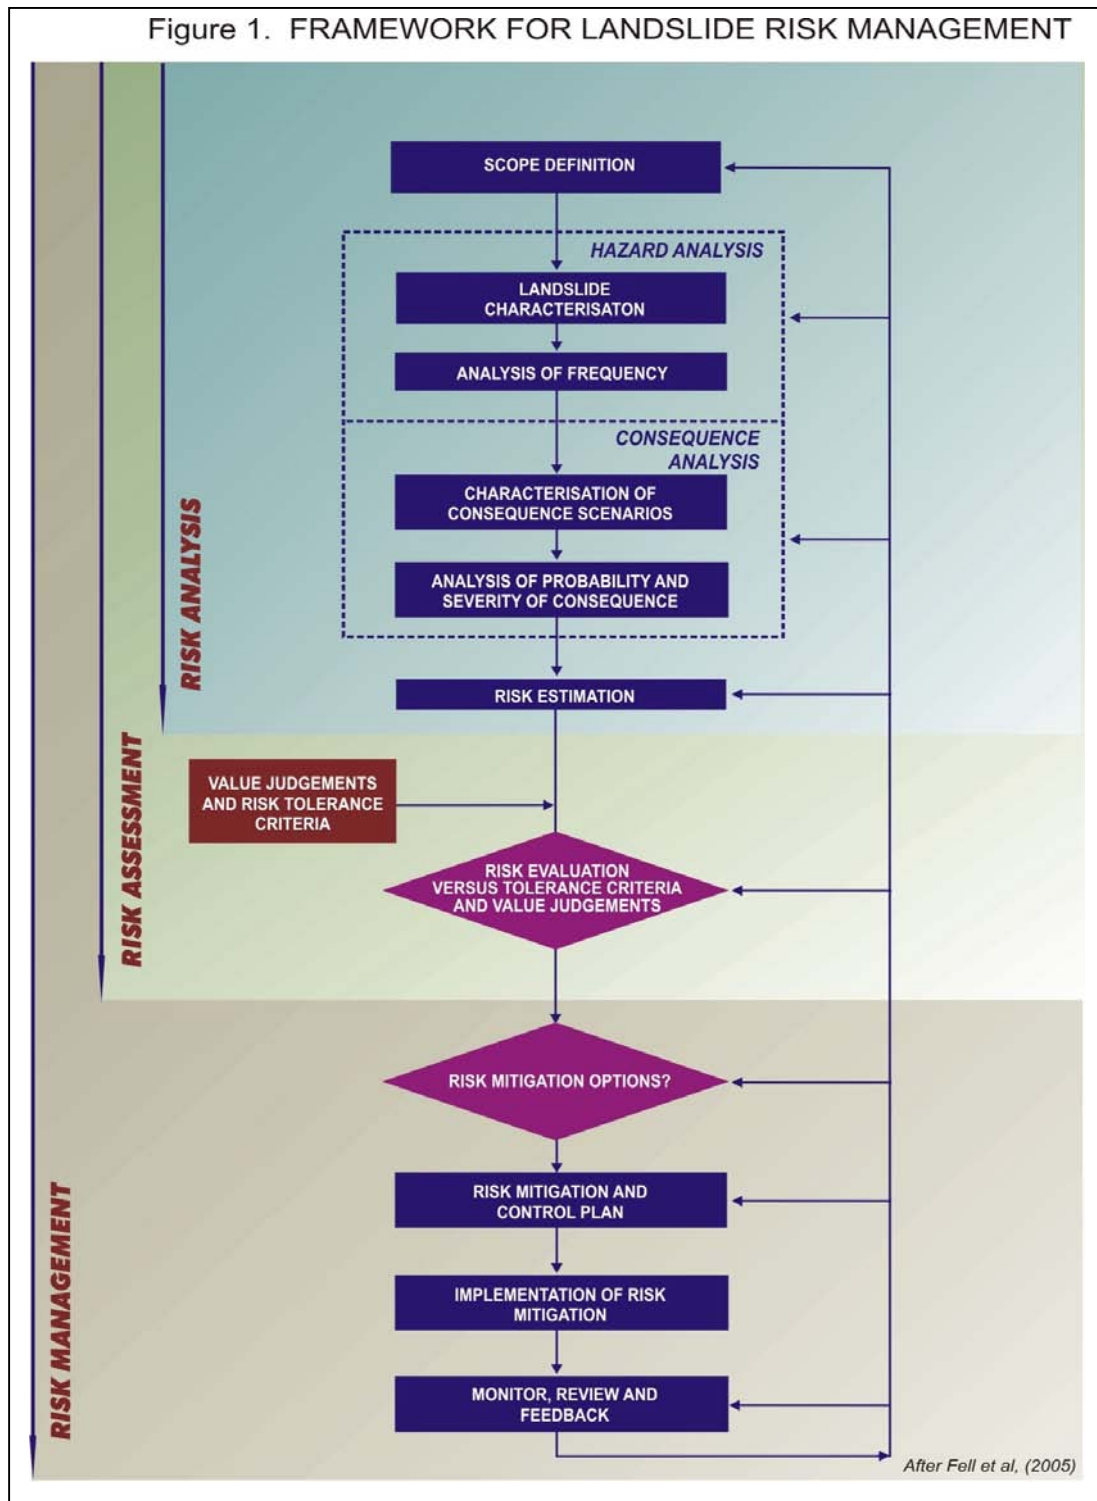 Figure 1. FRAMEWORK FOR LANDSLIDE RISK MANAGEMENT
SCOPE DEFINITION
HAZARD ANALYSIS
LANDSLIDE
CHARACTERISATON
ANALYSIS OF FREQUENCY
CONSEQUENCE
ANALYSIS
CHARACTERISATION OF
CONSEQUENCE SCENARIOS
ANALYSIS OF PROBABILITY AND
SEVERITY OF CONSEQUENCE
RISK ESTIMATION
RISK ANALYSIS
VALUE JUDGEMENTS
AND RISK TOLERANCE
CRITERIA
RISK EVALUATION
VERSUS TOLERANCE CRITERIA
AND VALUE JUDGEMENTS
RISK ASSESSMENT
RISK MITIGATION OPTIONS?
RISK MITIGATION AND
CONTROL PLAN
IMPLEMENTATION OF RISK
MITIGATION
MONITOR, REVIEW AND
FEEDBACK
RISK MANAGEMENT
After Fell et al, (2005)